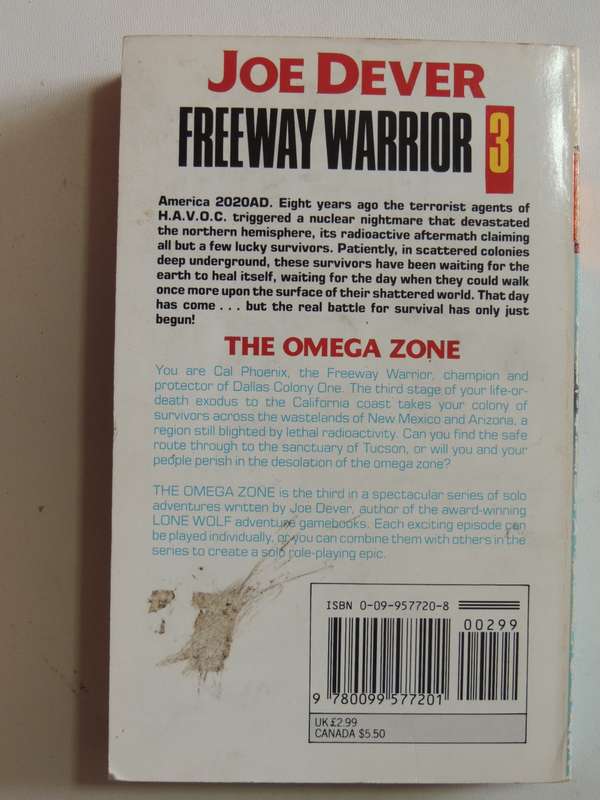 JOE DEVER
FREEWAY WARRIOR 3
America 2020AD. Eight years ago the terrorist agents of
H.A.V.O.C. triggered a nuclear nightmare that devastated
the northern hemisphere, its radioactive aftermath claiming
all but a few lucky survivors. Patiently, in scattered colonies
deep underground, these survivors have been waiting for the
earth to heal itself, waiting for the day when they could walk
once more upon the surface of their shattered world. That day
has come . . . but the real battle for survival has only just
begun!
THE OMEGA ZONE
You are Cal Phoenix, the Freeway Warrior, champion and
protector of Dallas Colony One. The third stage of your life-or-
death exodus to the California coast takes your colony of
survivors across the wastelands of New Mexico and Arizona, a
region still blighted by lethal radioactivity. Can you find the safe
route through to the sanctuary of Tucson, or will you and your
people perish in the desolation of the omega zone?
THE OMEGA ZONE is the third in a spectacular series of solo
adventures written by Joe Dever, author of the award-winning
LONE WOLF adventure gamebooks. Each exciting episode can
be played individually, or you can combine them with others in the
series to create a solo role-playing epic.
ISBN 0-09-957720-8
00299
9 780099 577201
UK £2.99
CANADA $5.50